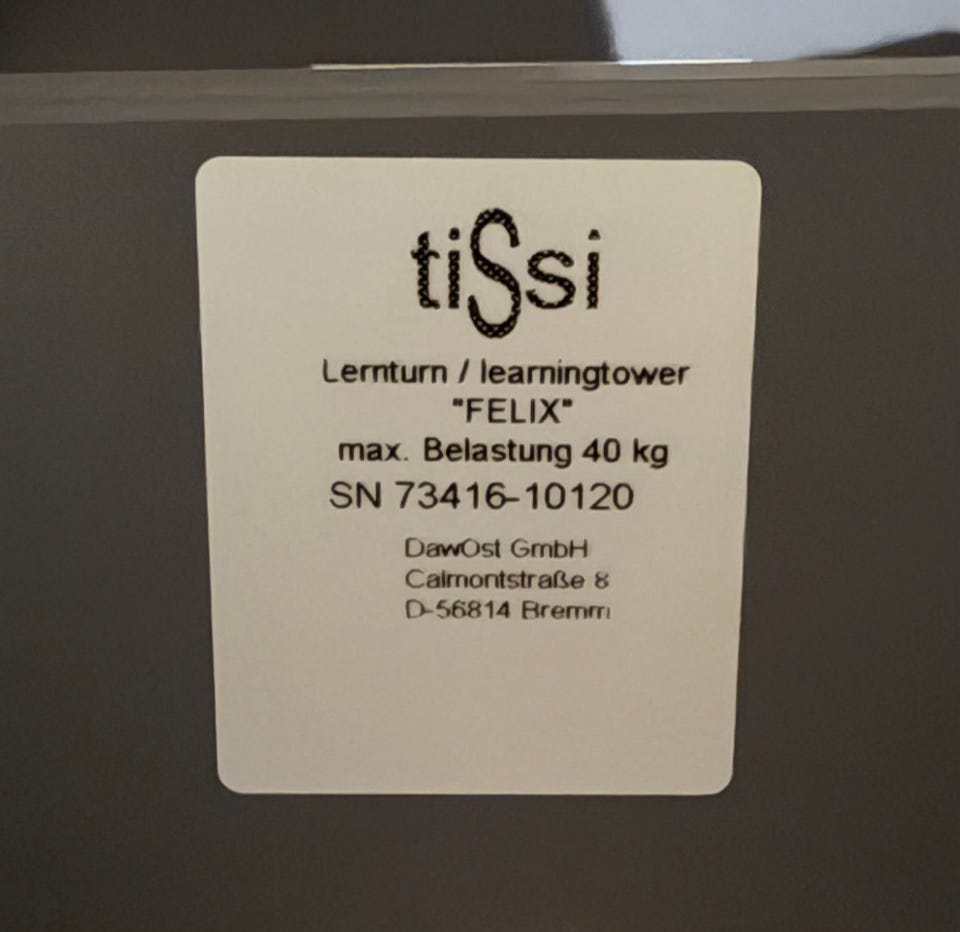 tiSsi
Lernturn / learningtower
"FELIX"
max. Belastung 40 kg
SN 73416-10120
DawOst GmbH
Calmontstraße 8
D-56814 Bremm